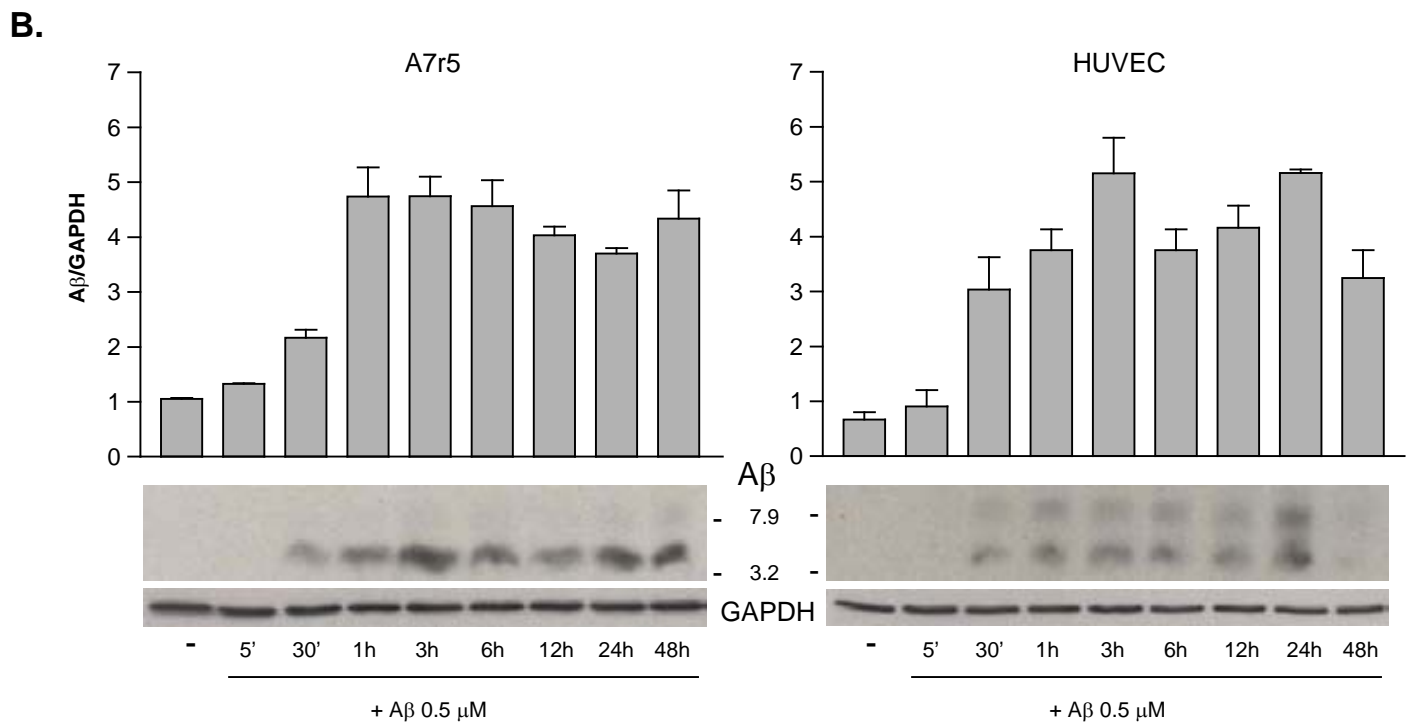 B.
A7r5
7
6
5
4
3
2
1
0
Aβ/GAPDH
HUVEC
7
6
5
4
3
2
1
0
Aβ
- 7.9 -
- 3.2 -
GAPDH
- 5’ 30’ 1h 3h 6h 12h 24h 48h
+ Aβ 0.5 μM
- 5’ 30’ 1h 3h 6h 12h 24h 48h
+ Aβ 0.5 μM